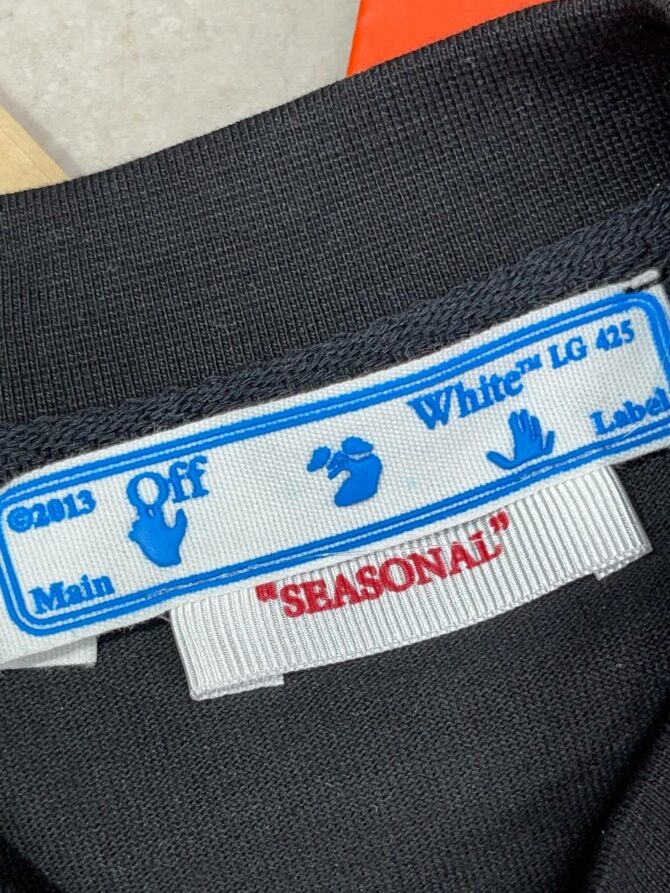 ©2013 Off White™ LG 425
Main Label
"SEASONAL"